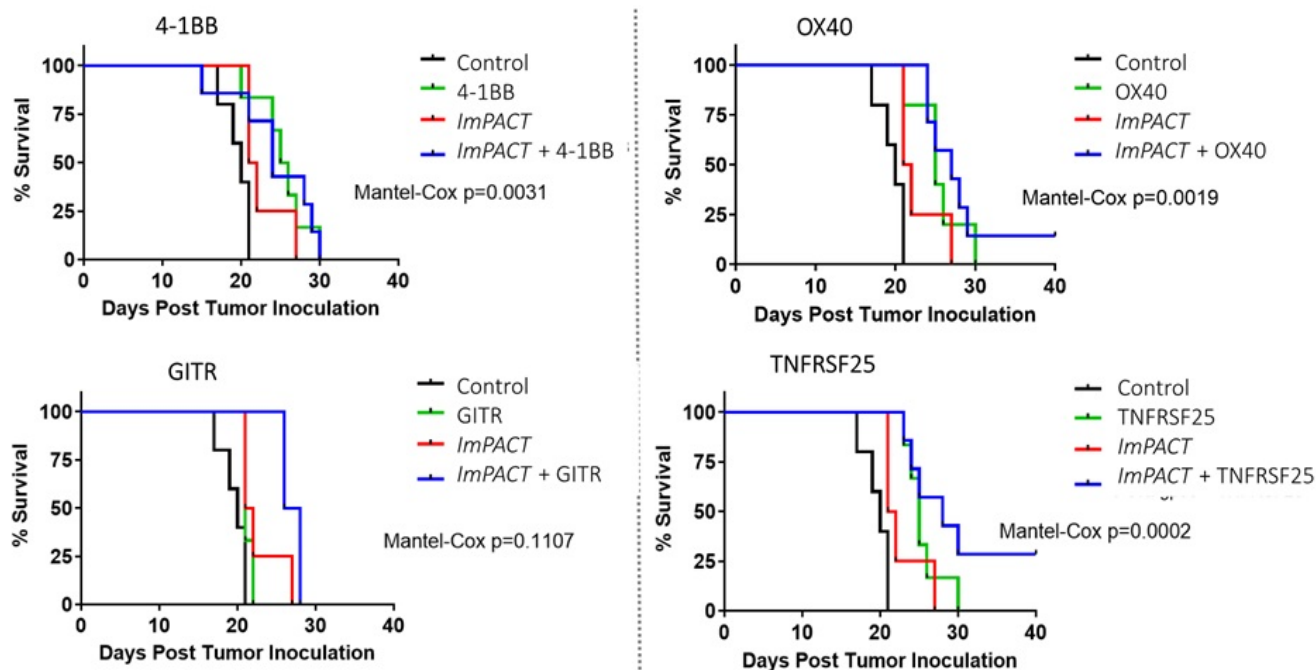 4-1BB
Control
4-1BB
ImPACT
ImPACT + 4-1BB
Mantel-Cox p=0.0031
% Survival
100
75
50
25
0
0 10 20 30 40
Days Post Tumor Inoculation
OX40
Control
OX40
ImPACT
ImPACT + OX40
Mantel-Cox p=0.0019
% Survival
100
75
50
25
0
0 10 20 30 40
Days Post Tumor Inoculation
GITR
Control
GITR
ImPACT
ImPACT + GITR
Mantel-Cox p=0.1107
% Survival
100
75
50
25
0
0 10 20 30 40
Days Post Tumor Inoculation
TNFRSF25
Control
TNFRSF25
ImPACT
ImPACT + TNFRSF25
Mantel-Cox p=0.0002
% Survival
100
75
50
25
0
0 10 20 30 40
Days Post Tumor Inoculation